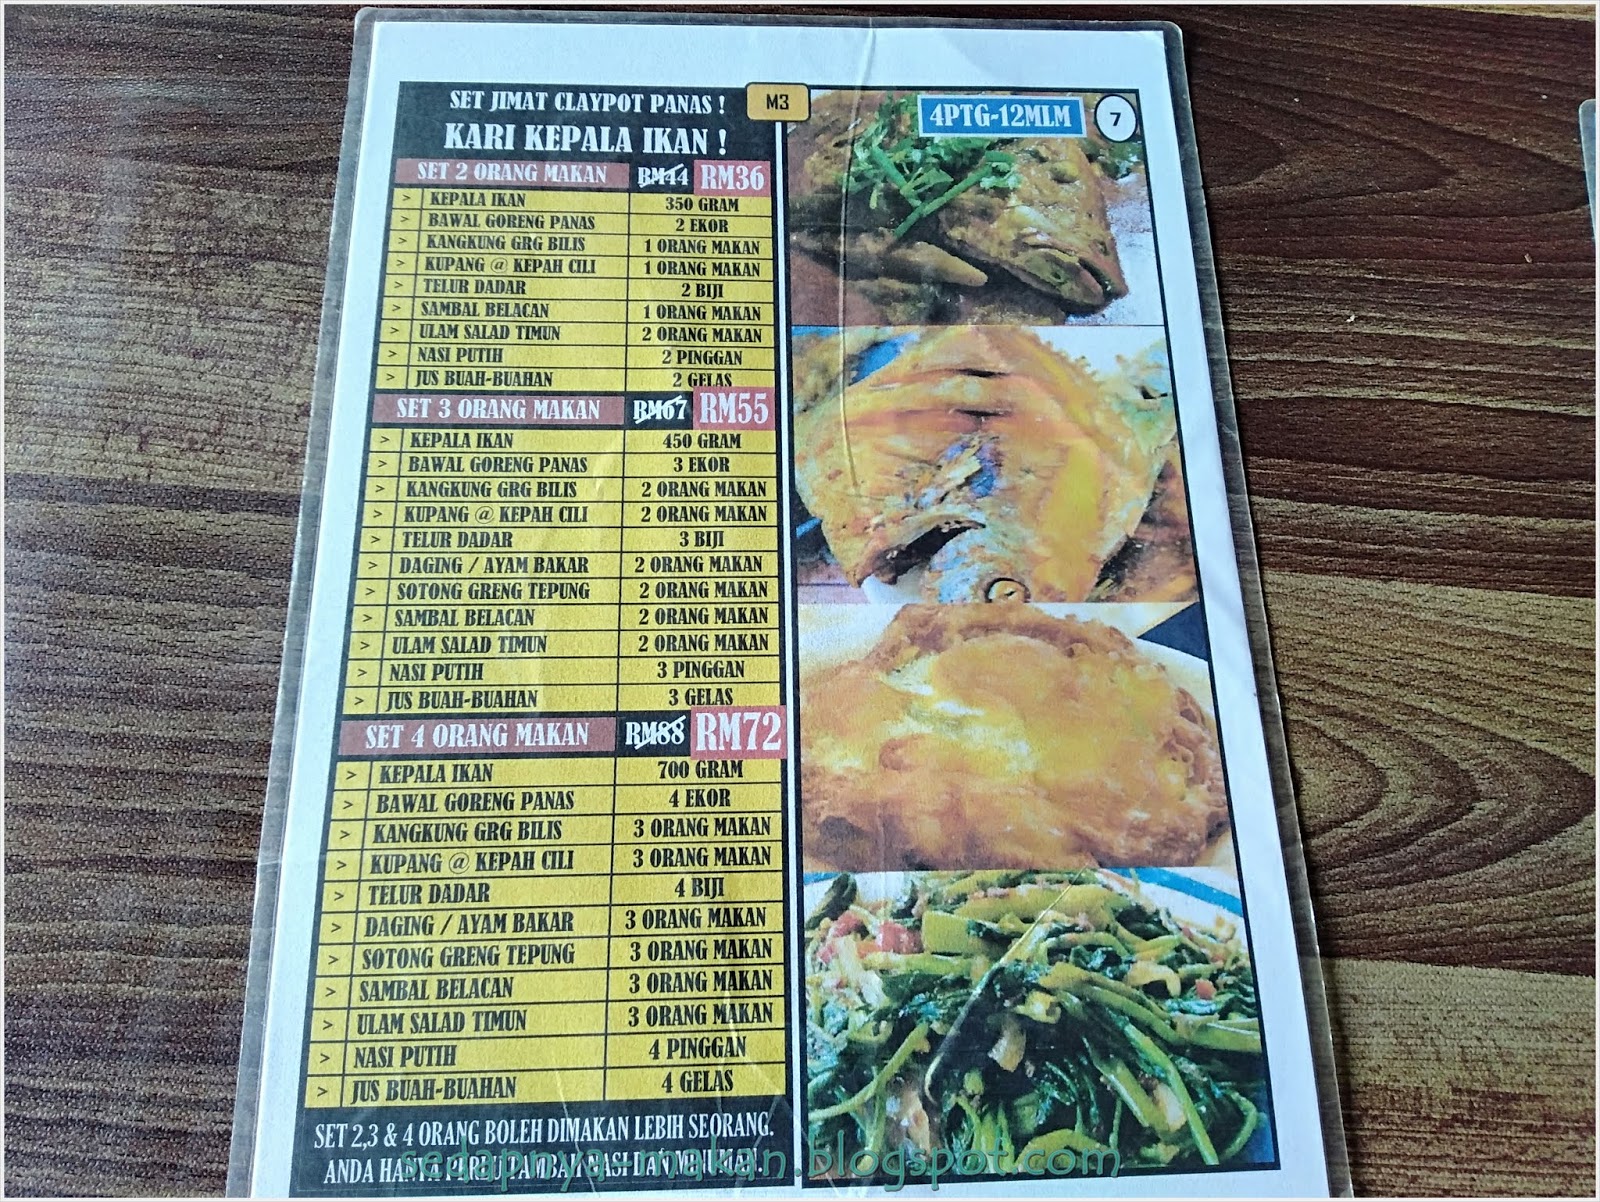 SET JIMAT CLAYPOT PANAS !
M3
4PTG-12MLM
7
KARI KEPALA IKAN !
SET 2 ORANG MAKAN RM44 RM36
> KEPALA IKAN 350 GRAM
> BAWAL GORENG PANAS 2 EKOR
> KANGKUNG GRG BILIS 1 ORANG MAKAN
> KUPANG @ KEPAH CILI 1 ORANG MAKAN
> TELUR DADAR 2 BIJI
> SAMBAL BELACAN 1 ORANG MAKAN
> ULAM SALAD TIMUN 2 ORANG MAKAN
> NASI PUTIH 2 PINGGAN
> JUS BUAH-BUAHAN 2 GELAS
SET 3 ORANG MAKAN RM67 RM55
> KEPALA IKAN 450 GRAM
> BAWAL GORENG PANAS 3 EKOR
> KANGKUNG GRG BILIS 2 ORANG MAKAN
> KUPANG @ KEPAH CILI 2 ORANG MAKAN
> TELUR DADAR 3 BIJI
> DAGING / AYAM BAKAR 2 ORANG MAKAN
> SOTONG GRENG TEPUNG 2 ORANG MAKAN
> SAMBAL BELACAN 2 ORANG MAKAN
> ULAM SALAD TIMUN 2 ORANG MAKAN
> NASI PUTIH 3 PINGGAN
> JUS BUAH-BUAHAN 3 GELAS
SET 4 ORANG MAKAN RM88 RM72
> KEPALA IKAN 700 GRAM
> BAWAL GORENG PANAS 4 EKOR
> KANGKUNG GRG BILIS 3 ORANG MAKAN
> KUPANG @ KEPAH CILI 3 ORANG MAKAN
> TELUR DADAR 4 BIJI
> DAGING / AYAM BAKAR 3 ORANG MAKAN
> SOTONG GRENG TEPUNG 3 ORANG MAKAN
> SAMBAL BELACAN 3 ORANG MAKAN
> ULAM SALAD TIMUN 3 ORANG MAKAN
> NASI PUTIH 4 PINGGAN
> JUS BUAH-BUAHAN 4 GELAS
SET 2,3 & 4 ORANG BOLEH DIMAKAN LEBIH SEORANG.
ANDA HANYA PERLU TAMBAH NASI DAN MINUMAN.
sedapnya-makan.blogspot.com